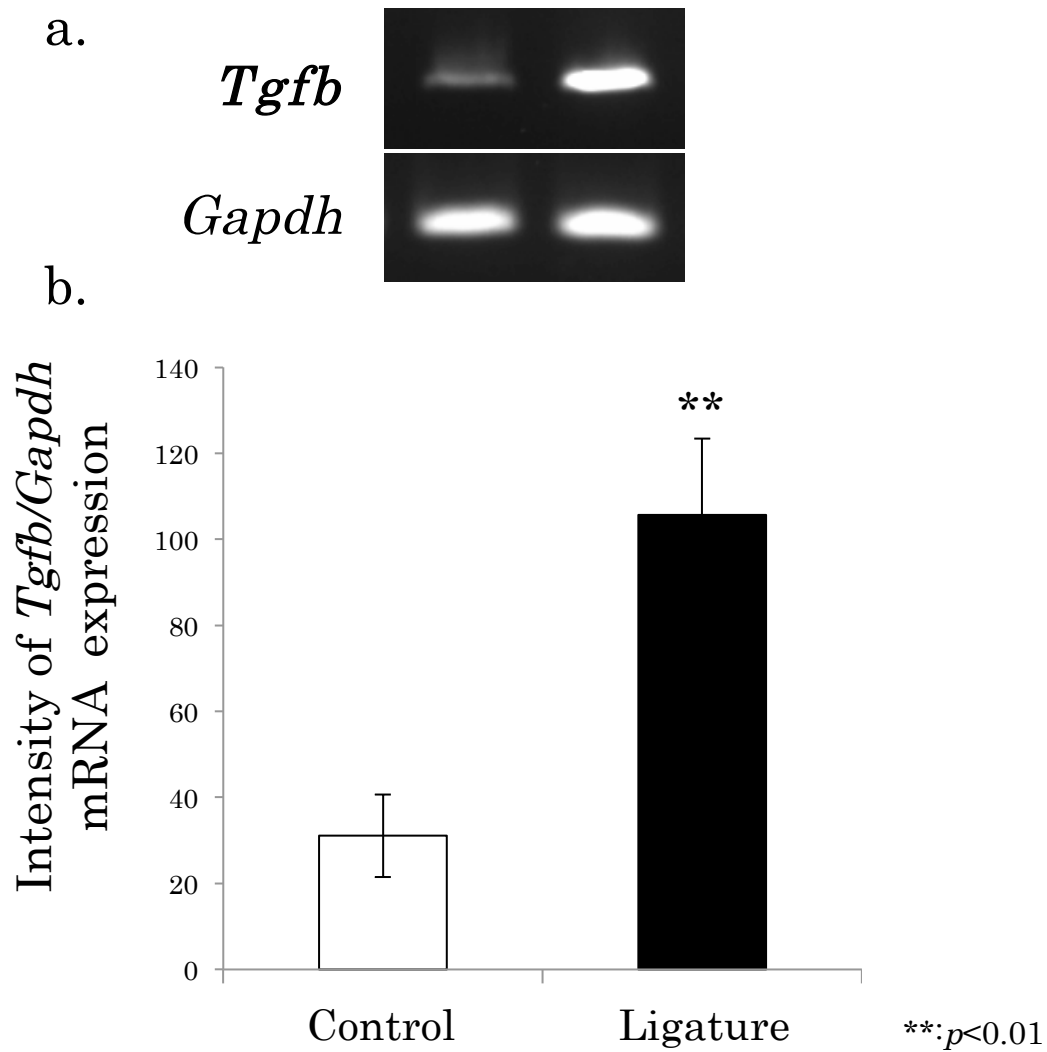 a.
Tgfb
Gapdh
b.
Intensity of Tgfb/Gapdh
mRNA expression
140
120
100
80
60
40
20
0
**
Control
Ligature
**:p<0.01